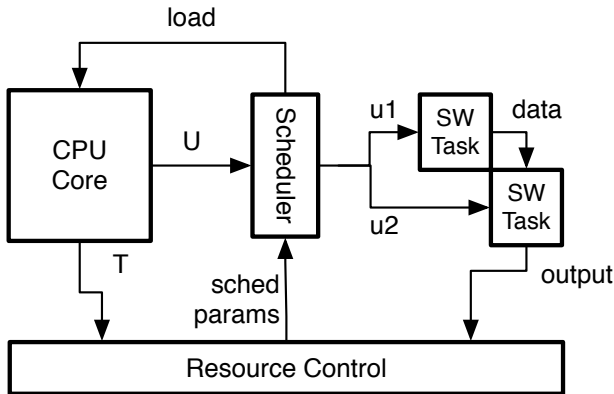 load
CPU
Core
U
Scheduler
u1
SW
Task
data
u2
SW
Task
T
sched
params
output
Resource Control